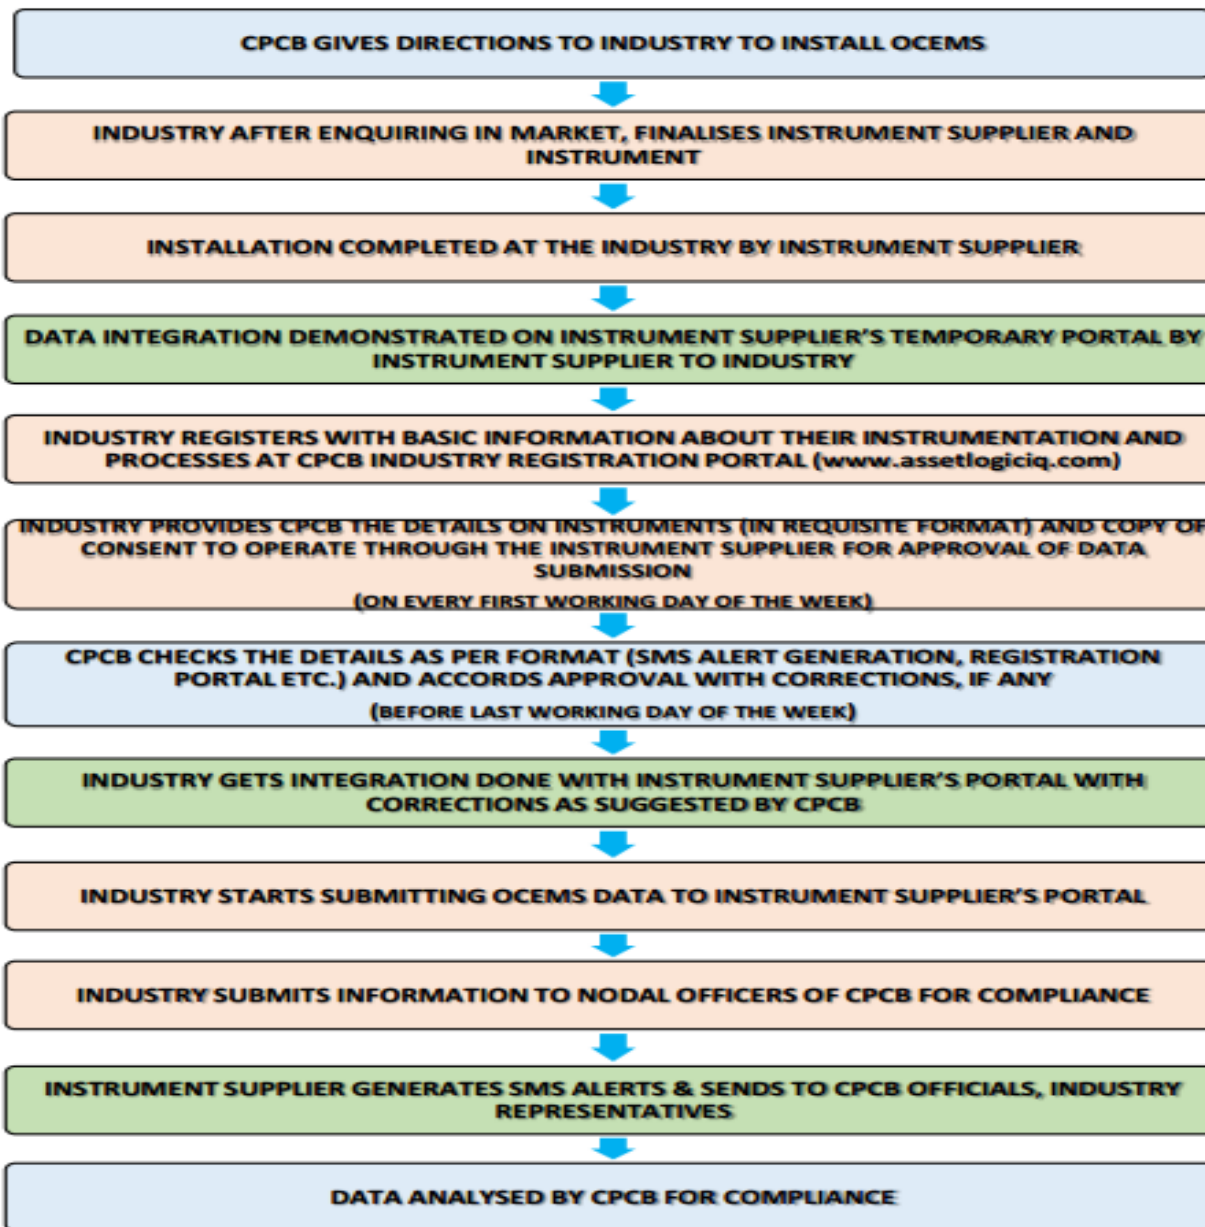 CPCB GIVES DIRECTIONS TO INDUSTRY TO INSTALL OCEMS
INDUSTRY AFTER ENQUIRING IN MARKET, FINALISES INSTRUMENT SUPPLIER AND
INSTRUMENT
INSTALLATION COMPLETED AT THE INDUSTRY BY INSTRUMENT SUPPLIER
DATA INTEGRATION DEMONSTRATED ON INSTRUMENT SUPPLIER'S TEMPORARY PORTAL BY
INSTRUMENT SUPPLIER TO INDUSTRY
INDUSTRY REGISTERS WITH BASIC INFORMATION ABOUT THEIR INSTRUMENTATION AND
PROCESSES AT CPCB INDUSTRY REGISTRATION PORTAL (www.assetlogiciq.com)
INDUSTRY PROVIDES CPCB THE DETAILS ON INSTRUMENTS (IN REQUISITE FORMAT) AND COPY OF
CONSENT TO OPERATE THROUGH THE INSTRUMENT SUPPLIER FOR APPROVAL OF DATA
SUBMISSION
(ON EVERY FIRST WORKING DAY OF THE WEEK)
CPCB CHECKS THE DETAILS AS PER FORMAT (SMS ALERT GENERATION, REGISTRATION
PORTAL ETC.) AND ACCORDS APPROVAL WITH CORRECTIONS, IF ANY
(BEFORE LAST WORKING DAY OF THE WEEK)
INDUSTRY GETS INTEGRATION DONE WITH INSTRUMENT SUPPLIER'S PORTAL WITH
CORRECTIONS AS SUGGESTED BY CPCB
INDUSTRY STARTS SUBMITTING OCEMS DATA TO INSTRUMENT SUPPLIER'S PORTAL
INDUSTRY SUBMITS INFORMATION TO NODAL OFFICERS OF CPCB FOR COMPLIANCE
INSTRUMENT SUPPLIER GENERATES SMS ALERTS & SENDS TO CPCB OFFICIALS, INDUSTRY
REPRESENTATIVES
DATA ANALYSED BY CPCB FOR COMPLIANCE